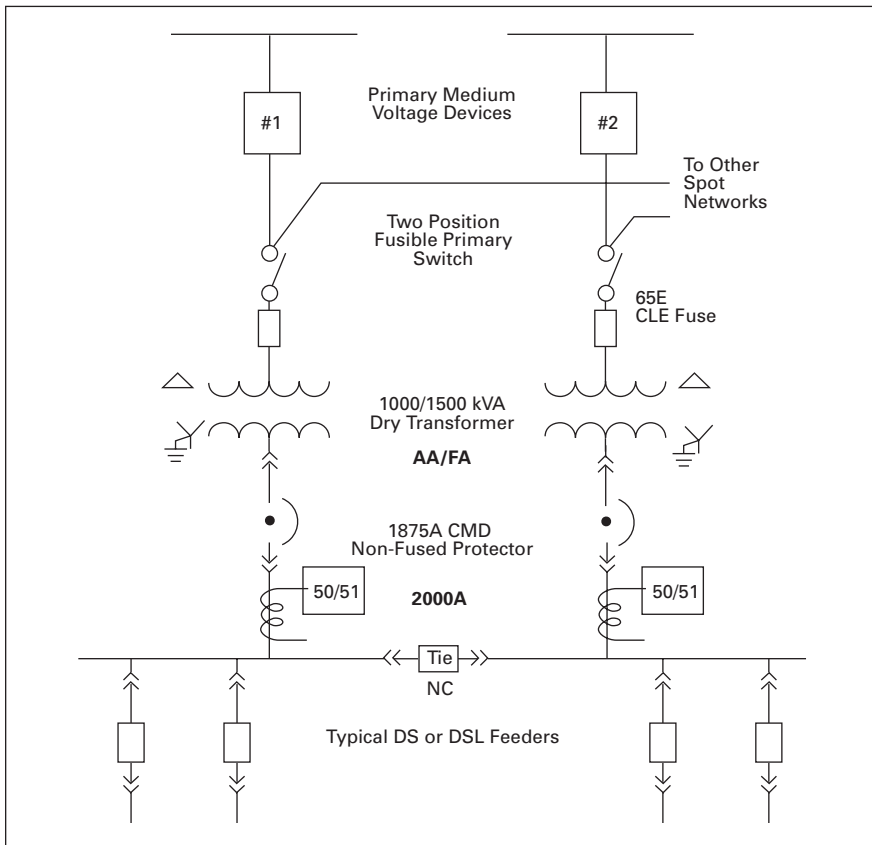 #1
Primary Medium
Voltage Devices
#2
To Other
Spot
Networks
Two Position
Fusible Primary
Switch
65E
CLE Fuse
1000/1500 kVA
Dry Transformer
AA/FA
1875A CMD
Non-Fused Protector
50/51
2000A
50/51
Tie
NC
Typical DS or DSL Feeders